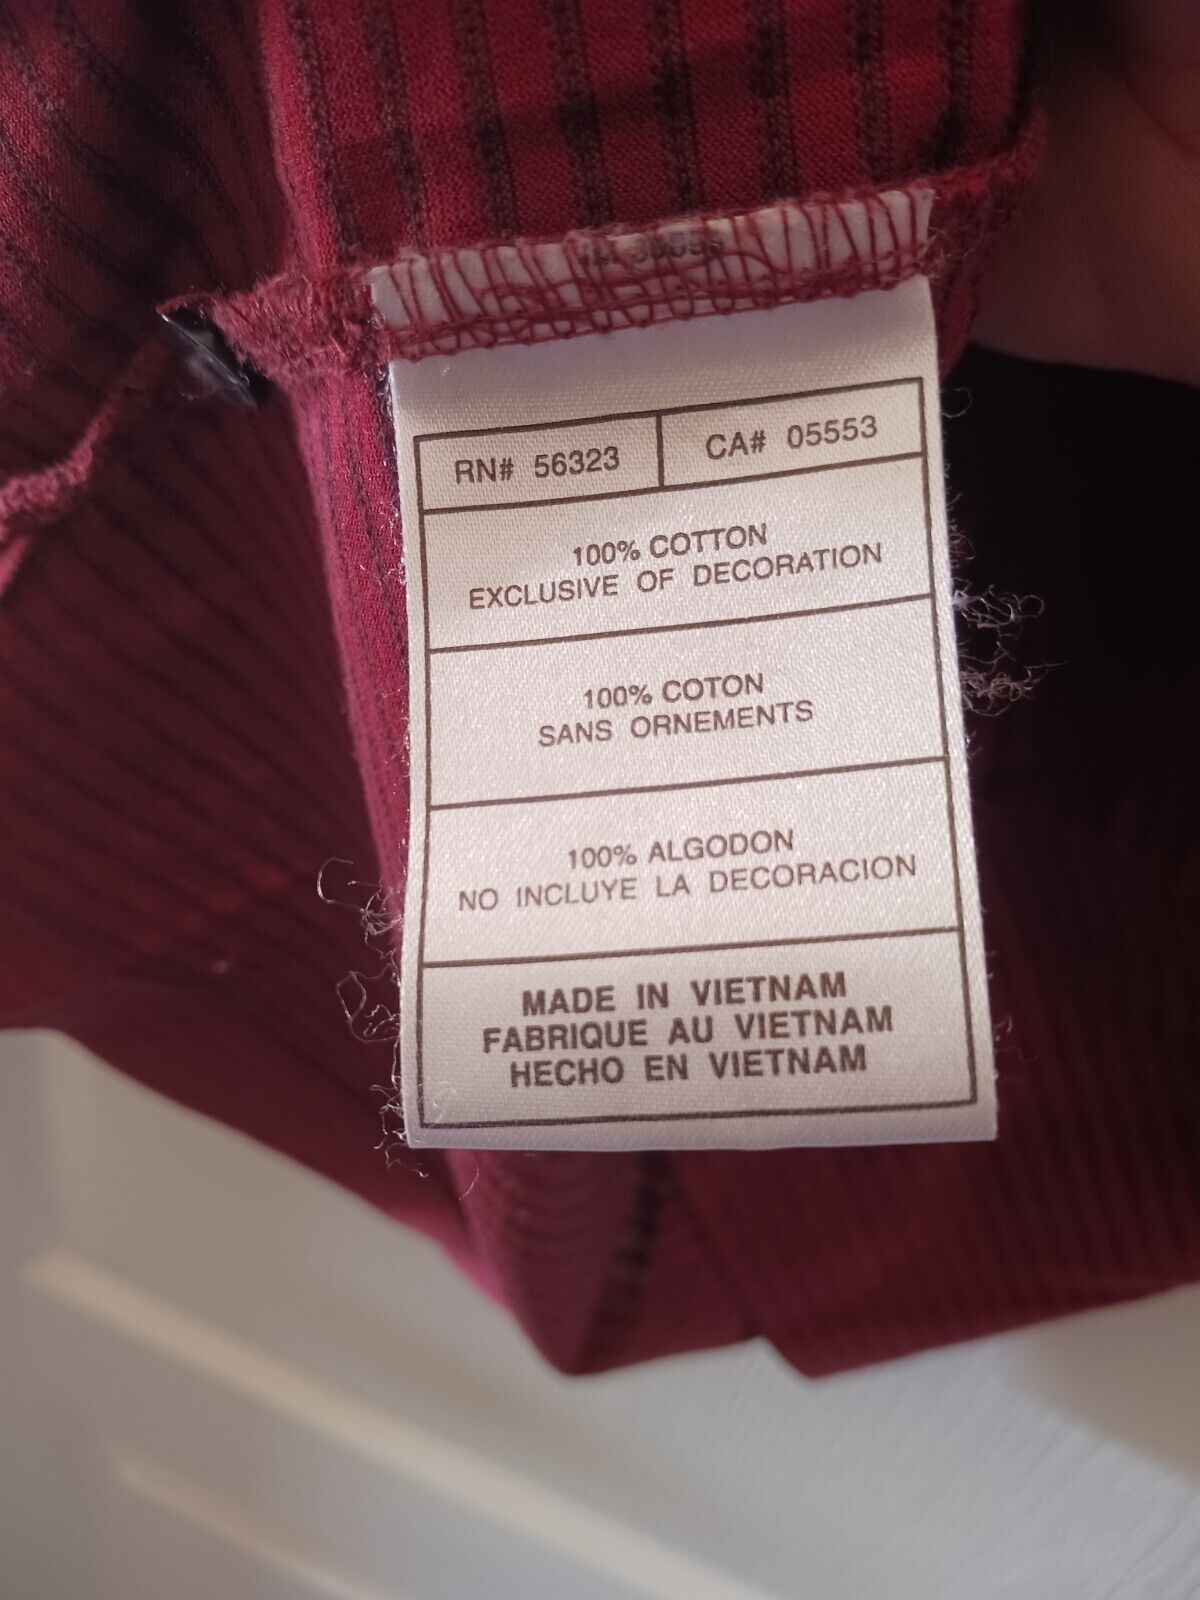 RN# 56323
CA# 05553
100% COTTON
EXCLUSIVE OF DECORATION
100% COTON
SANS ORNEMENTS
100% ALGODON
NO INCLUYE LA DECORACION
MADE IN VIETNAM
FABRIQUE AU VIETNAM
HECHO EN VIETNAM